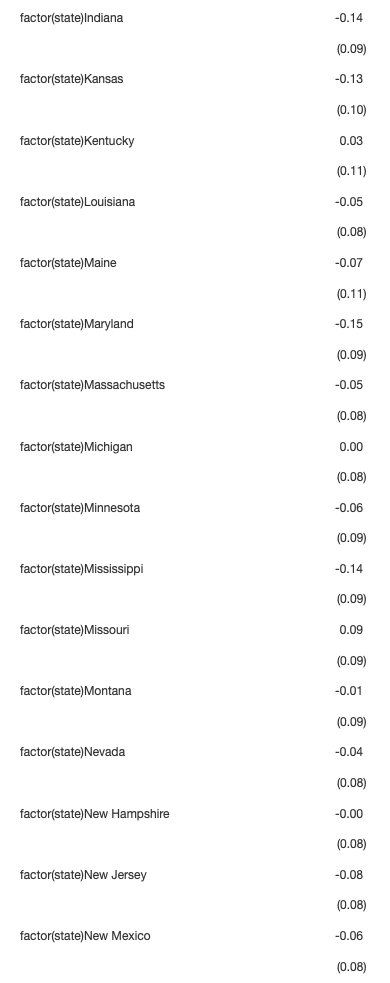 factor(state)Indiana -0.14
(0.09)
factor(state)Kansas -0.13
(0.10)
factor(state)Kentucky 0.03
(0.11)
factor(state)Louisiana -0.05
(0.08)
factor(state)Maine -0.07
(0.11)
factor(state)Maryland -0.15
(0.09)
factor(state)Massachusetts -0.05
(0.08)
factor(state)Michigan 0.00
(0.08)
factor(state)Minnesota -0.06
(0.09)
factor(state)Mississippi -0.14
(0.09)
factor(state)Missouri 0.09
(0.09)
factor(state)Montana -0.01
(0.09)
factor(state)Nevada -0.04
(0.08)
factor(state)New Hampshire -0.00
(0.08)
factor(state)New Jersey -0.08
(0.08)
factor(state)New Mexico -0.06
(0.08)